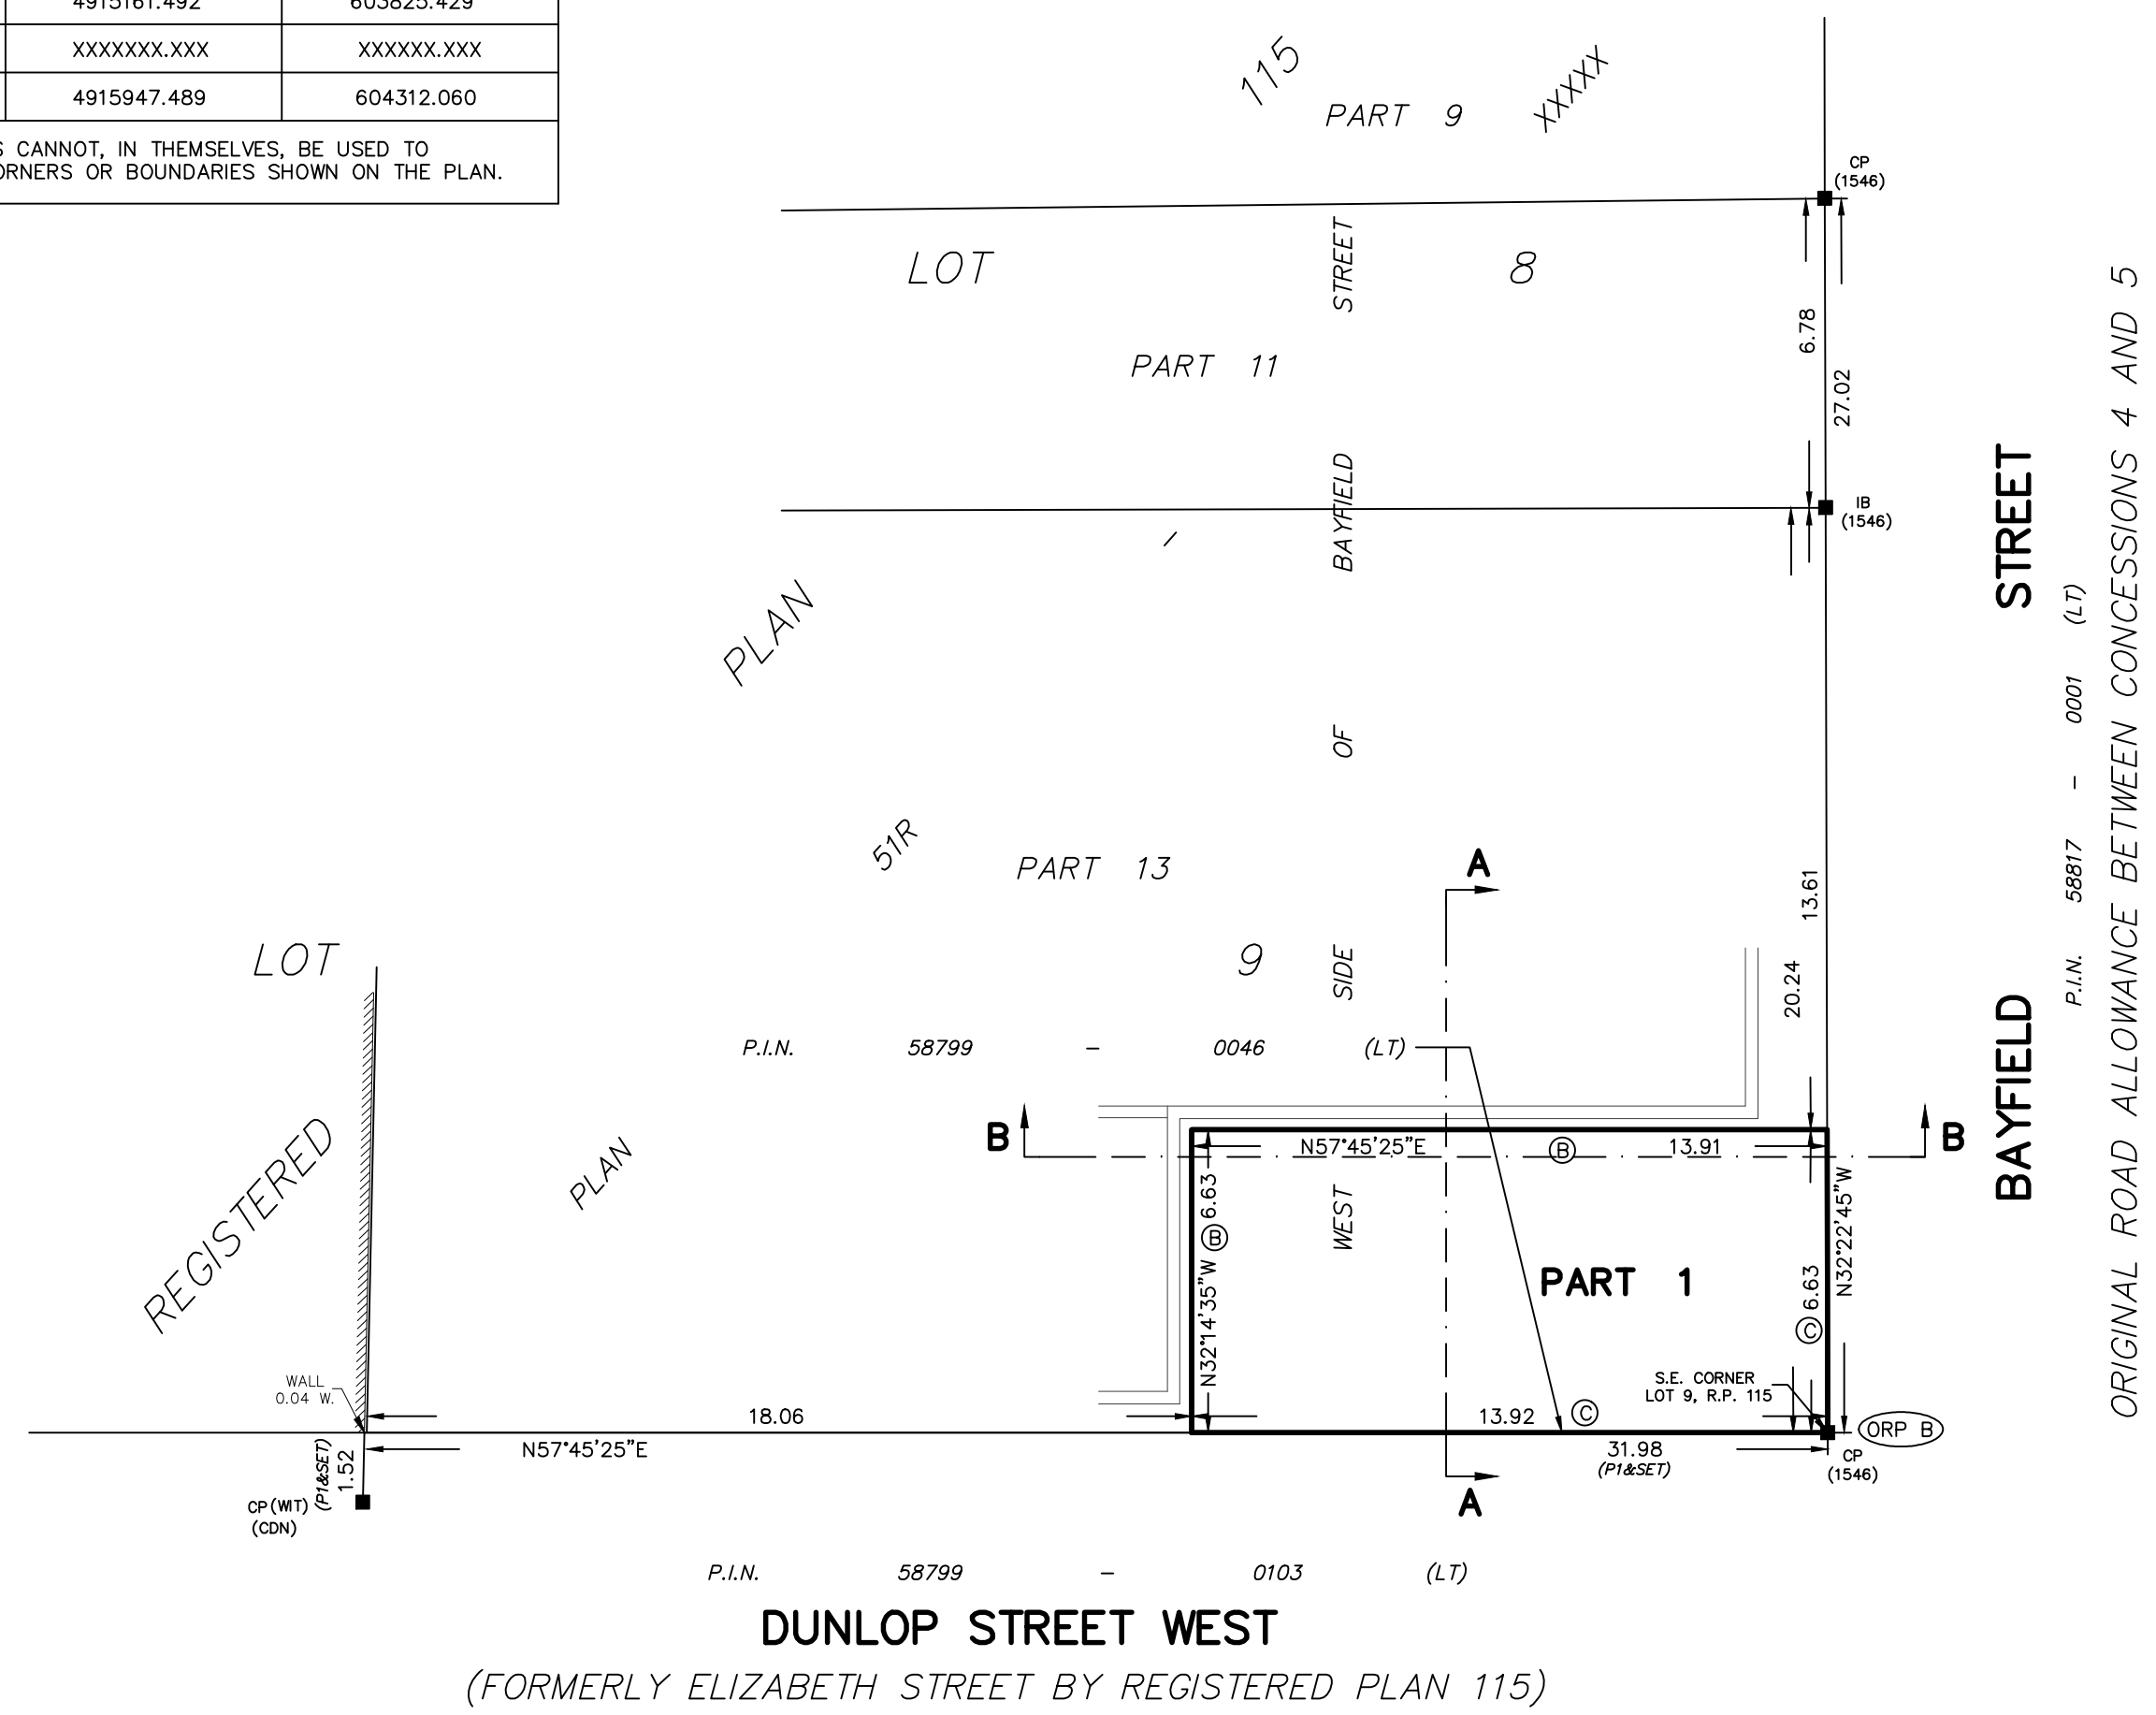 4915161.492 603825.429
XXXXXXX.XXX XXXXXX.XXX
4915947.489 604312.060
CANNOT, IN THEMSELVES, BE USED TO
OR BOUNDARIES SHOWN ON THE PLAN.
115
PART 9
XXXXX
CP
(1546)
LOT 8
STREET
6.78
27.02
PART 11
IB
(1546)
BAYFIELD
PLAN
OF
51R
PART 13
13.61
A
LOT 9
SIDE
20.24
P.I.N. 58799 - 0046 (LT)
B
B
N57°45'25"E B 13.91
REGISTERED
PLAN
WEST
N32°14'35"W B 6.63
PART 1
C 6.63
N32°22'45"W
WALL
0.04 W.
S.E. CORNER
LOT 9, R.P. 115
18.06
13.92 C
ORP B
N57°45'25"E
31.98
(P1&SET)
CP
(1546)
1.52
(P1&SET)
A
CP(WIT)
(CDN)
P.I.N. 58799 - 0103 (LT)
DUNLOP STREET WEST
(FORMERLY ELIZABETH STREET BY REGISTERED PLAN 115)
BAYFIELD STREET
P.I.N. 58817 - 0001 (LT)
ORIGINAL ROAD ALLOWANCE BETWEEN CONCESSIONS 4 AND 5